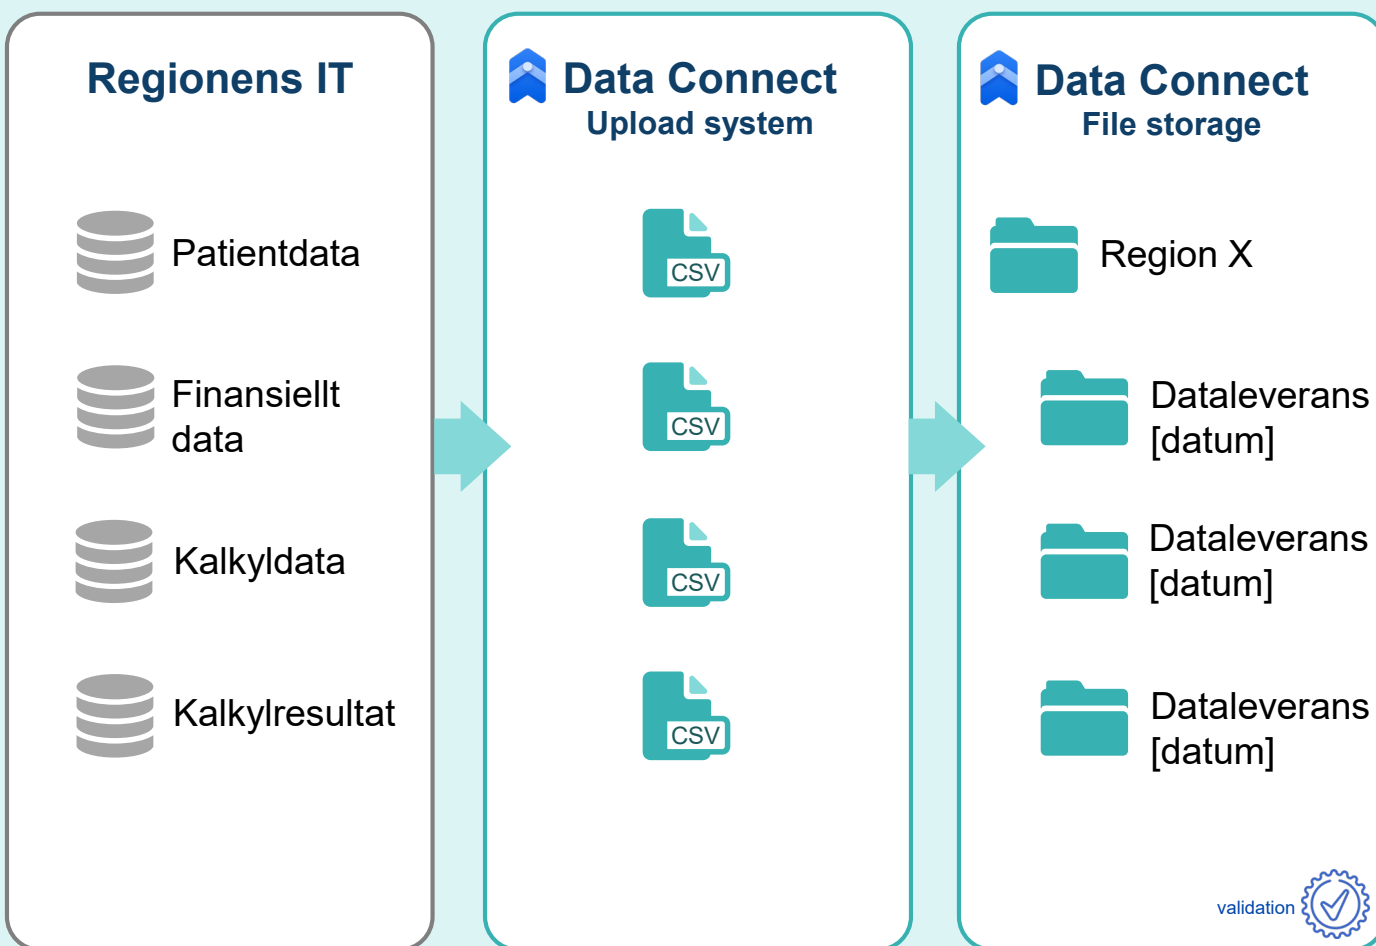 Regionens IT
Patientdata
Finansiellt
data
Kalkyldata
Kalkylresultat
Data Connect
Upload system
CSV
CSV
CSV
CSV
Data Connect
File storage
Region X
Dataleverans
[datum]
Dataleverans
[datum]
Dataleverans
[datum]
validation